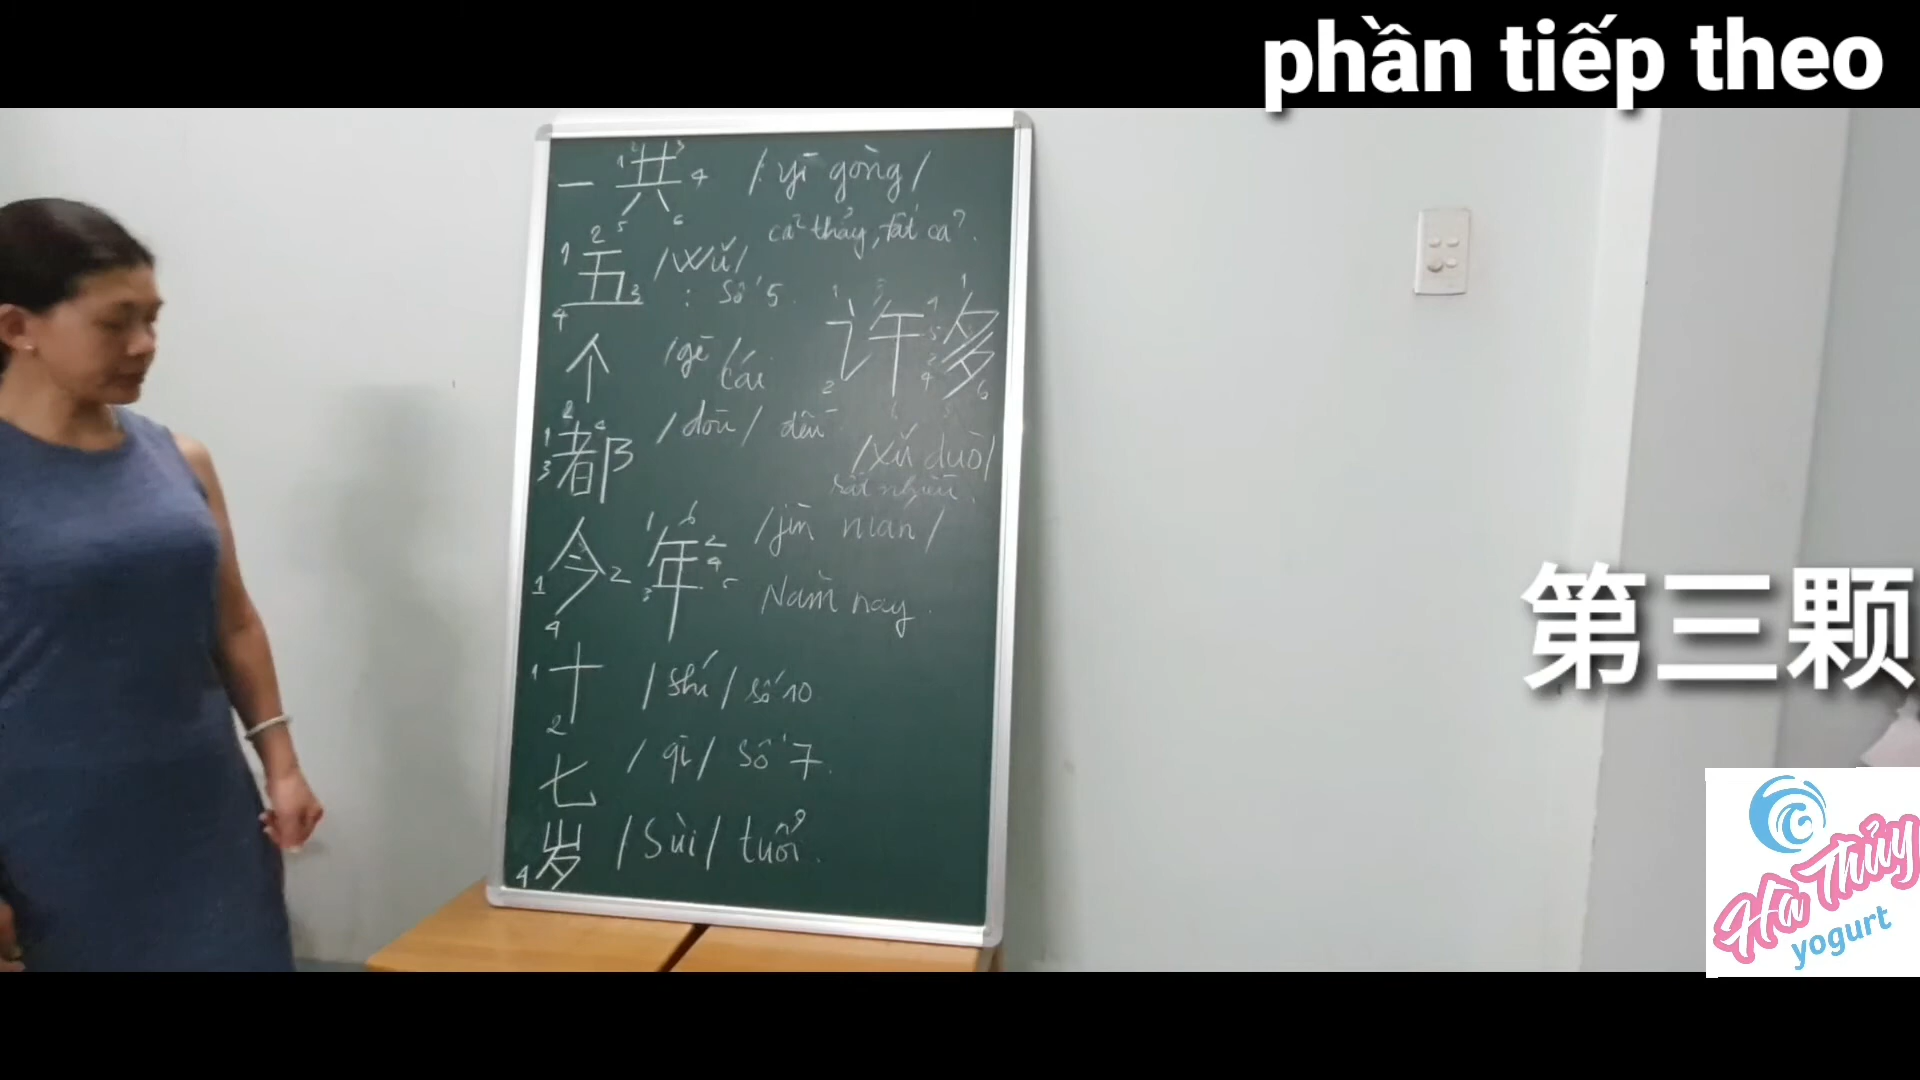 phần tiếp theo
一共 /yī gòng/
cả thảy, tất cả.
五 /wǔ/
: số 5.
个 /gè/ cái
许多
都 /dōu/ đều
/xǔ duō/
rất nhiều.
今年 /jīn nián/
Năm nay.
十 /shí/ số 10
七 /qī/ số 7.
岁 /Sùi/ tuổi.
第三颗
Hà Thủy
yogurt